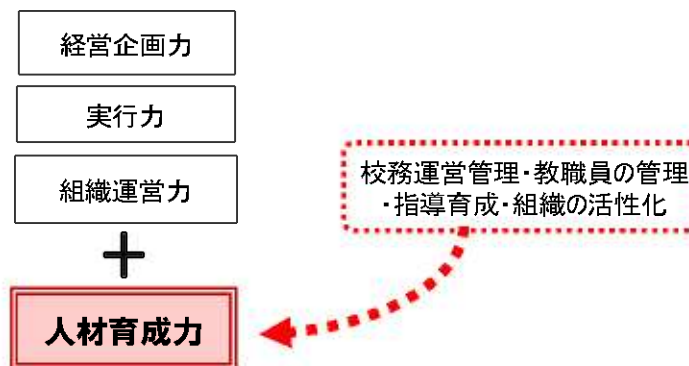 経営企画力
実行力
組織運営力
+
人材育成力
校務運営管理・教職員の管理
・指導育成・組織の活性化